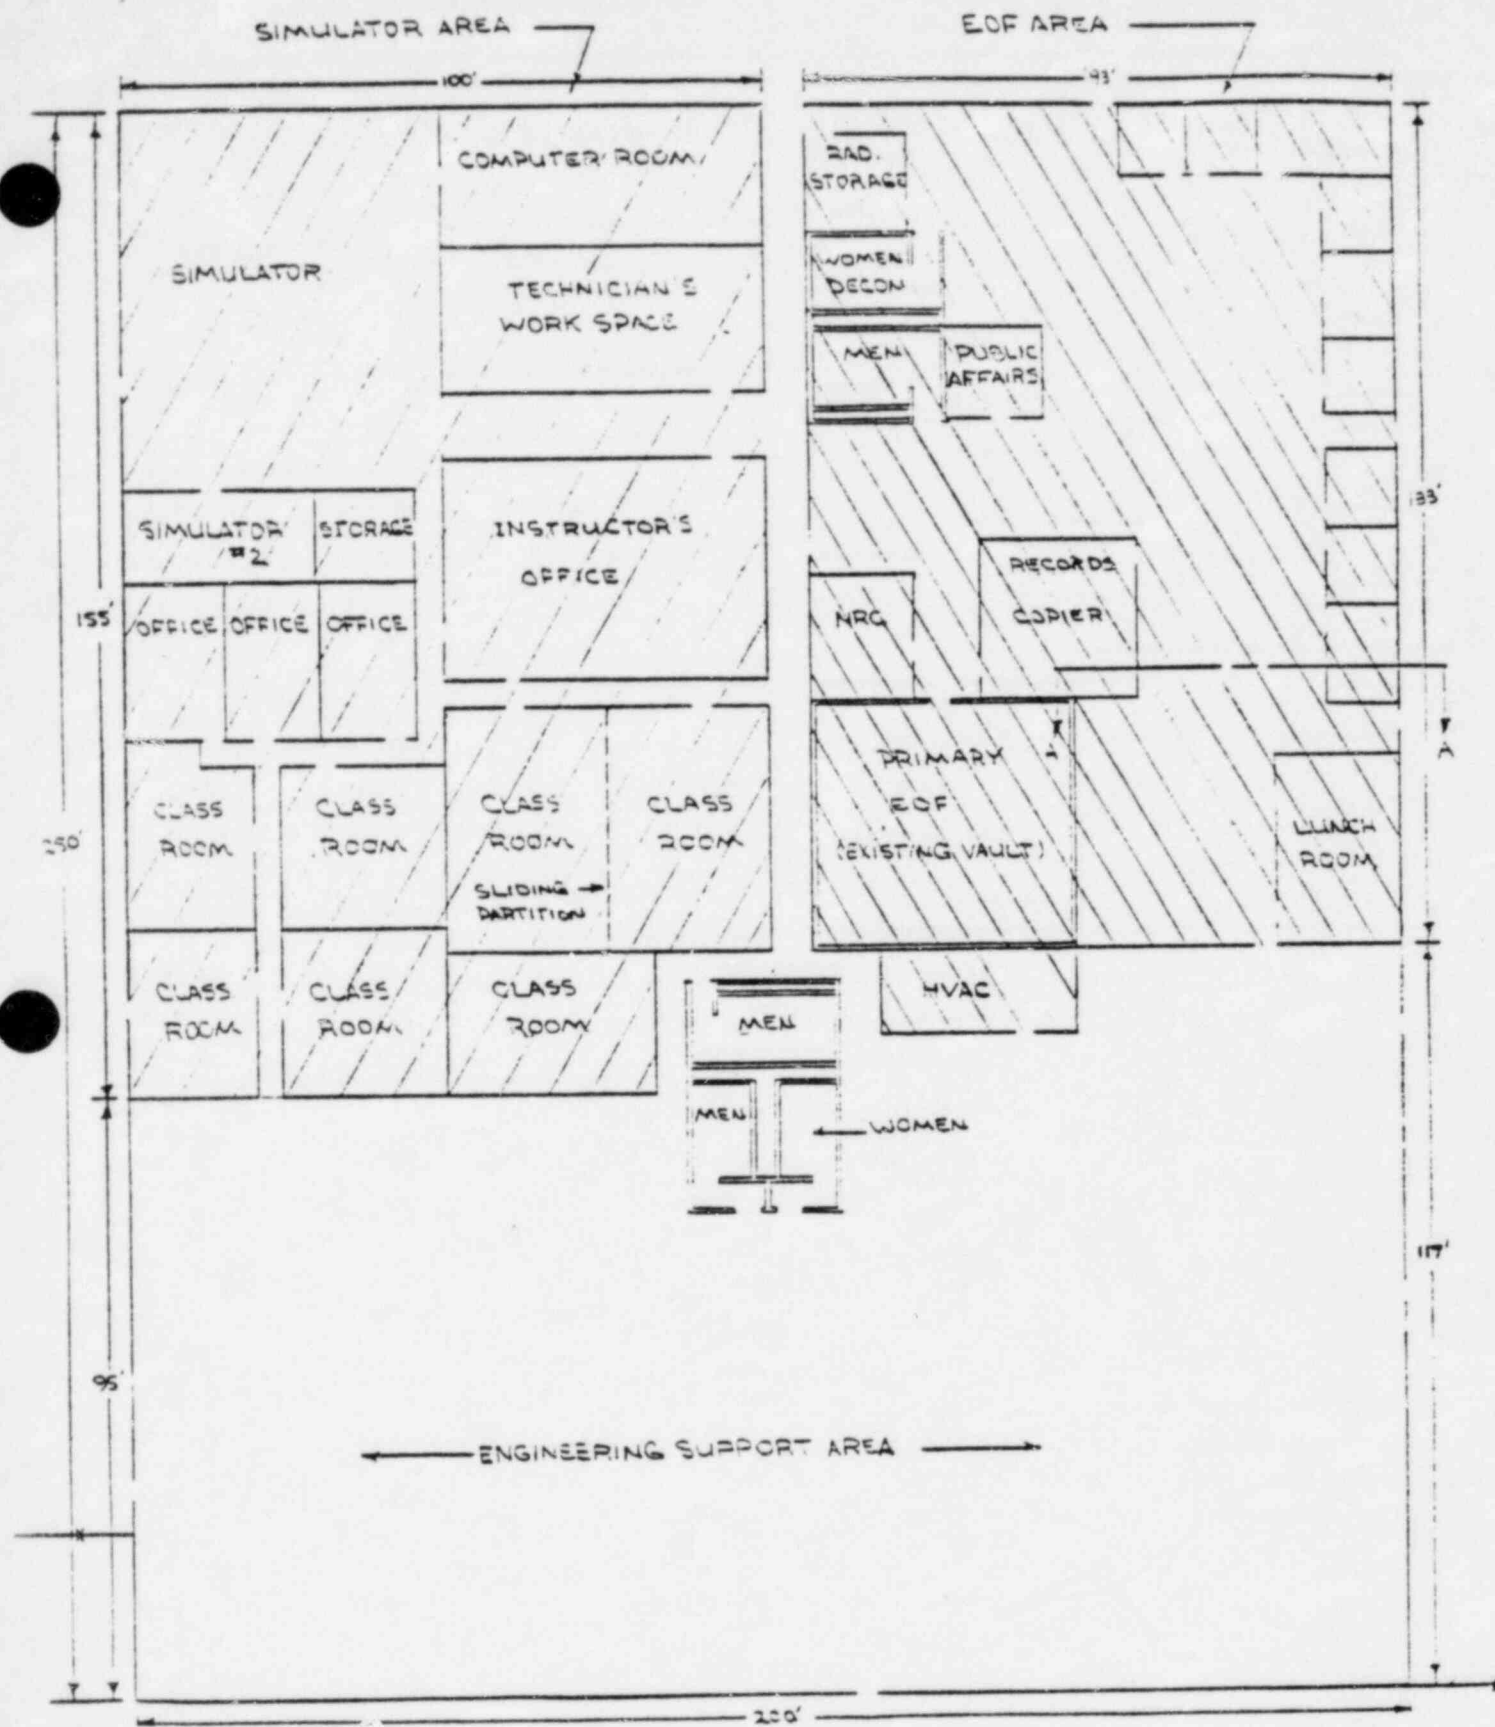 SIMULATOR AREA
EOF AREA
100'
93'
COMPUTER ROOM
RAD.
STORAGE
SIMULATOR
WOMEN
DECON
TECHNICIAN'S
WORK SPACE
MEN
PUBLIC
AFFAIRS
133'
SIMULATOR
#2
STORAGE
INSTRUCTOR'S
OFFICE
RECORDS
COPIER
NRC
155'
OFFICE
OFFICE
OFFICE
A
A
PRIMARY
EOF
(EXISTING VAULT)
CLASS
ROOM
CLASS
ROOM
CLASS
ROOM
CLASS
ROOM
SLIDING
PARTITION
LUNCH
ROOM
250'
CLASS
ROOM
CLASS
ROOM
CLASS
ROOM
HVAC
MEN
MEN
WOMEN
117'
95'
ENGINEERING SUPPORT AREA
200'